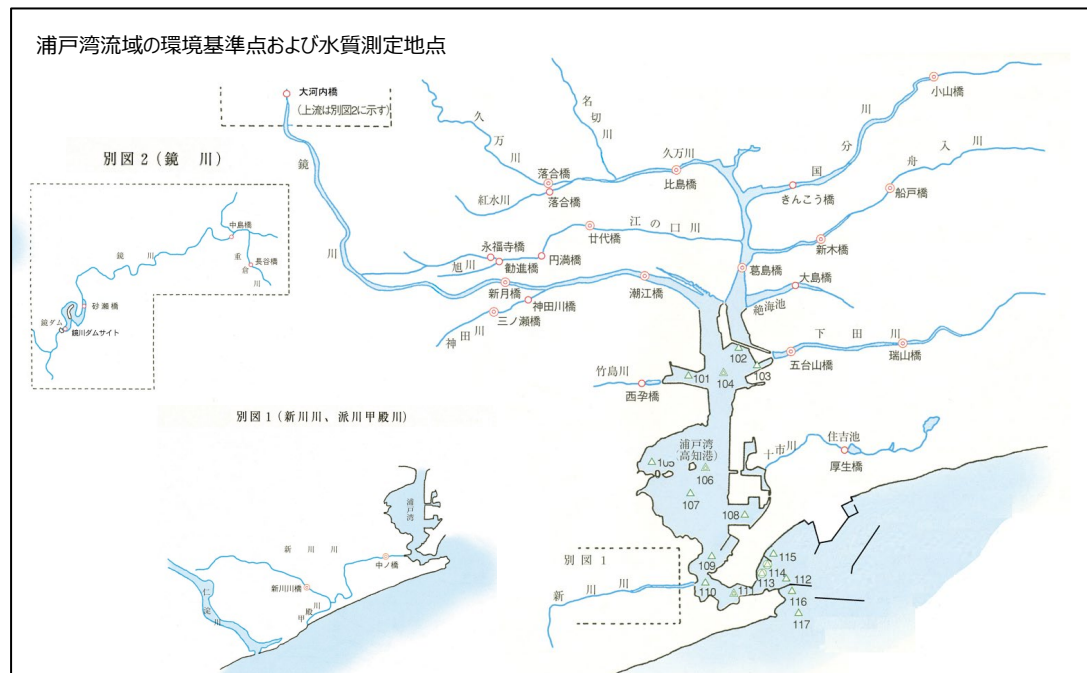 浦戸湾流域の環境基準点および水質測定地点
大河内橋
(上流は別図2に示す)
別図2(鏡 川)
中島橋
鏡川
重倉川
長谷橋
砂瀬橋
鏡ダム
鏡川ダムサイト
鏡川
久万川
名切川
久万川
落合橋
紅水川
落合橋
比島橋
国分川
小山橋
きんこう橋
舟入川
船戸橋
新木橋
江の口川
廿代橋
永福寺橋
円満橋
旭川
勧進橋
葛島橋
大島橋
絶海池
新月橋
潮江橋
神田川橋
三ノ瀬橋
神田川
下田川
瑞山橋
五台山橋
102
103
104
101
竹島川
西孕橋
住吉池
十市川
厚生橋
浦戸湾
(高知港)
106
107
108
109
110
111
112
113
114
115
116
117
別図1
新川川
別図1(新川川、派川甲殿川)
浦戸湾
新川川
中ノ橋
新川川橋
甲殿川
仁淀川